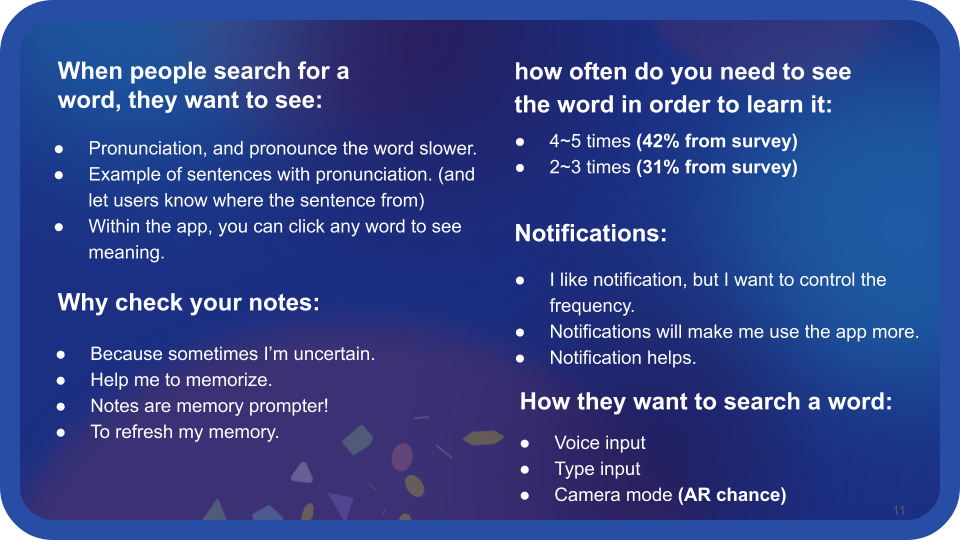 When people search for a
word, they want to see:
● Pronunciation, and pronounce the word slower.
● Example of sentences with pronunciation. (and
let users know where the sentence from)
● Within the app, you can click any word to see
meaning.
Why check your notes:
● Because sometimes I'm uncertain.
● Help me to memorize.
● Notes are memory prompter!
● To refresh my memory.
how often do you need to see
the word in order to learn it:
● 4~5 times (42% from survey)
● 2~3 times (31% from survey)
Notifications:
● I like notification, but I want to control the
frequency.
● Notifications will make me use the app more.
● Notification helps.
How they want to search a word:
● Voice input
● Type input
● Camera mode (AR chance)
11